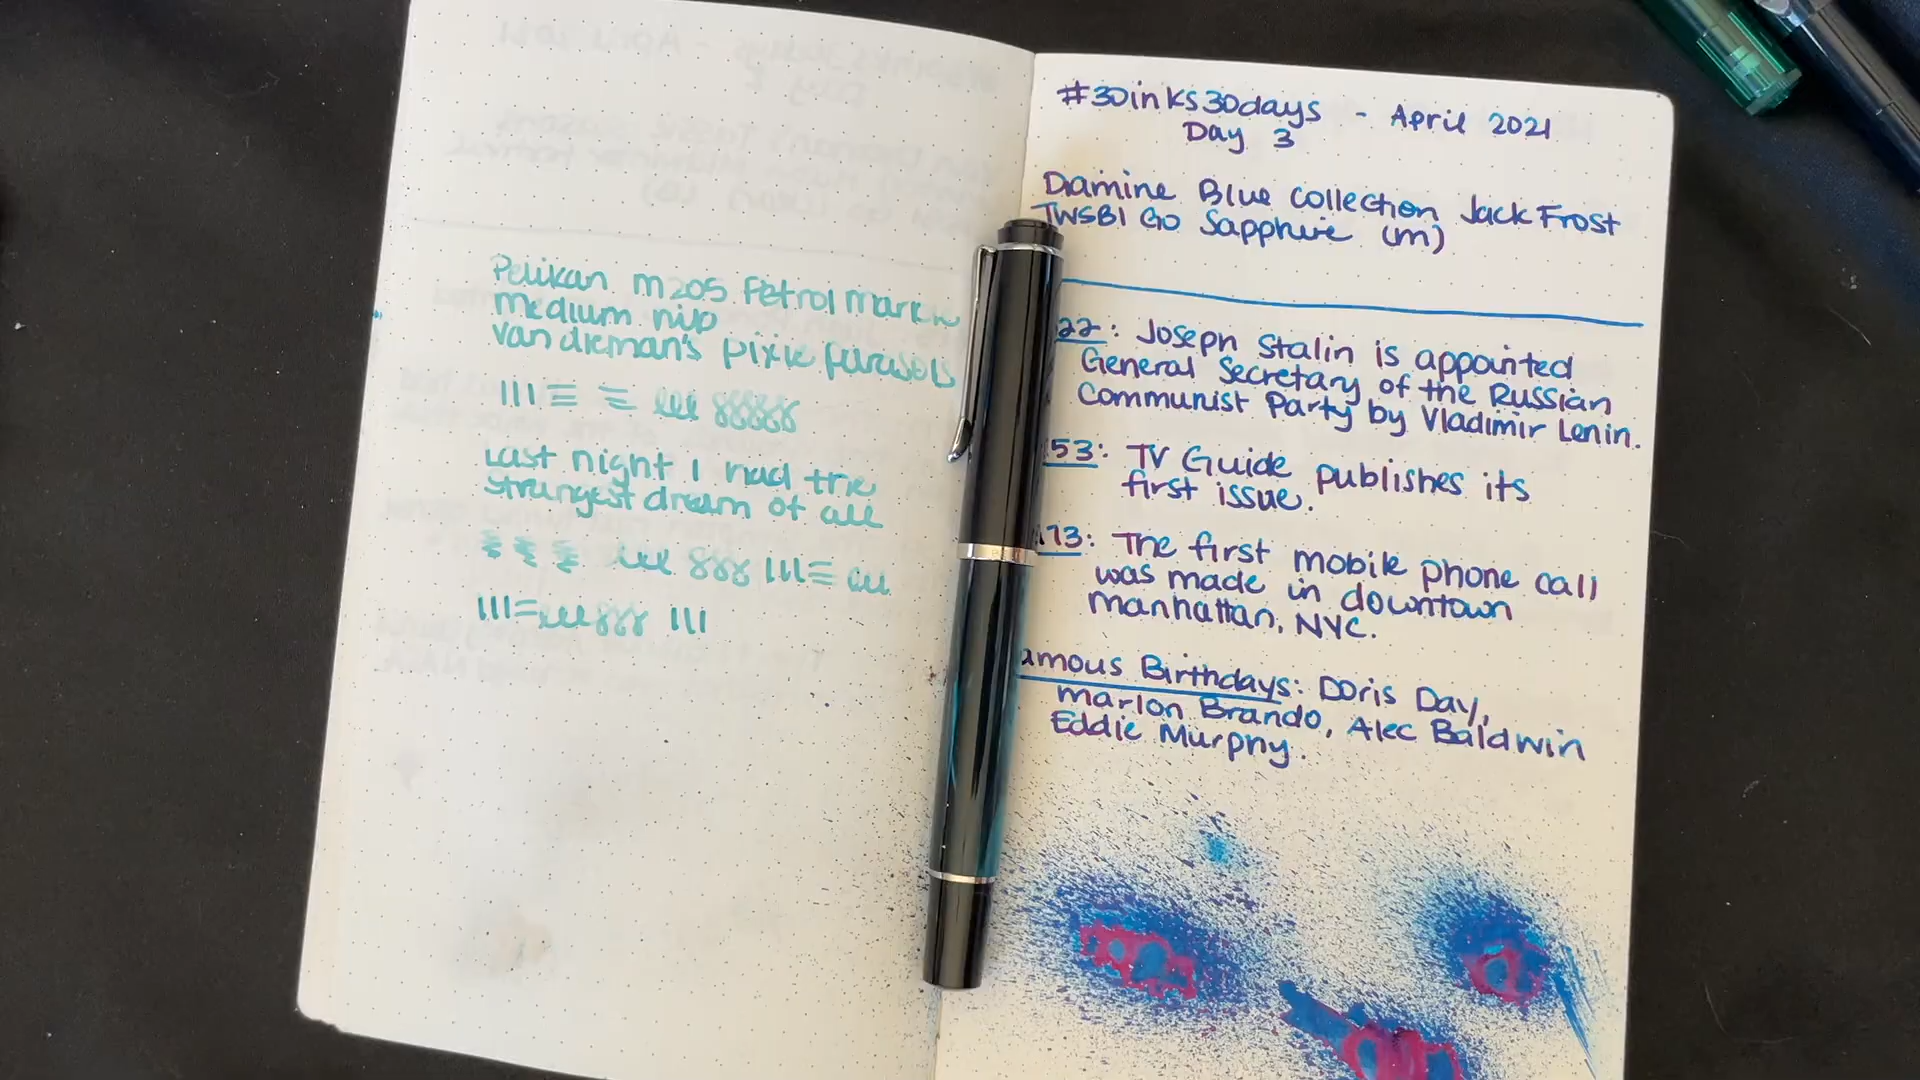 Pelikan m205 Petrol marble
medium nib
van dieman's pixie parasols
Last night I had the
strangest dream of all
#30inks30days - April 2021
Day 3
Diamine Blue Collection Jack Frost
TWSBI GO Sapphire (m)
22: Joseph Stalin is appointed
General Secretary of the Russian
Communist Party by Vladimir Lenin.
53: TV Guide publishes its
first issue.
73: The first mobile phone call
was made in downtown
manhattan, NYC.
amous Birthdays: Doris Day,
marlon Brando, Alec Baldwin
Eddie Murphy.